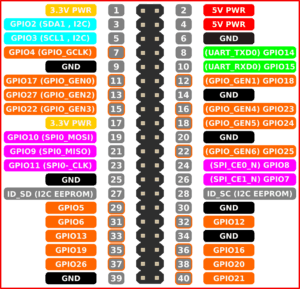 3.3V PWR 1 2 5V PWR
GPIO2 (SDA1 , I2C) 3 4 5V PWR
GPIO3 (SCL1 , I2C) 5 6 GND
GPIO4 (GPIO_GCLK) 7 8 (UART_TXD0) GPIO14
GND 9 10 (UART_RXD0) GPIO15
GPIO17 (GPIO_GEN0) 11 12 (GPIO_GEN1) GPIO18
GPIO27 (GPIO_GEN2) 13 14 GND
GPIO22 (GPIO_GEN3) 15 16 (GPIO_GEN4) GPIO23
3.3V PWR 17 18 (GPIO_GEN5) GPIO24
GPIO10 (SPI0_MOSI) 19 20 GND
GPIO9 (SPI0_MISO) 21 22 (GPIO_GEN6) GPIO25
GPIO11 (SPI0-_CLK) 23 24 (SPI_CE0_N) GPIO8
GND 25 26 (SPI_CE1_N) GPIO7
ID_SD (I2C EEPROM) 27 28 ID_SC (I2C EEPROM)
GPIO5 29 30 GND
GPIO6 31 32 GPIO12
GPIO13 33 34 GND
GPIO19 35 36 GPIO16
GPIO26 37 38 GPIO20
GND 39 40 GPIO21